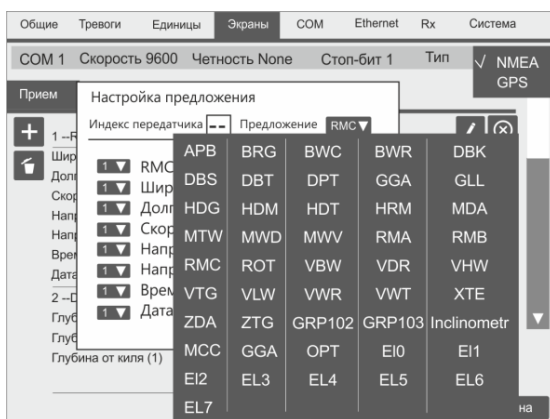 Общие Тревоги Единицы Экраны COM Ethernet Rx Система
COM 1 Скорость 9600 Четность None Стоп-бит 1 Тип √ NMEA
GPS
Прием
Настройка предложения
Индекс передатчика -- Предложение RMC▼
1 --R
Шир
Долг
Скор
Напр
Напр
Врем
Дата
2 --D
Глуб
Глуб
Глубина от киля (1)
1 ▼ RMC
1 ▼ Шир
1 ▼ Долг
1 ▼ Скор
1 ▼ Напр
1 ▼ Напр
1 ▼ Врем
1 ▼ Дата
APB BRG BWC BWR DBK
DBS DBT DPT GGA GLL
HDG HDM HDT HRM MDA
MTW MWD MWV RMA RMB
RMC ROT VBW VDR VHW
VTG VLW VWR VWT XTE
ZDA ZTG GRP102 GRP103 Inclinometr
MCC GGA OPT EI0 EI1
EI2 EL3 EL4 EL5 EL6
EL7
на